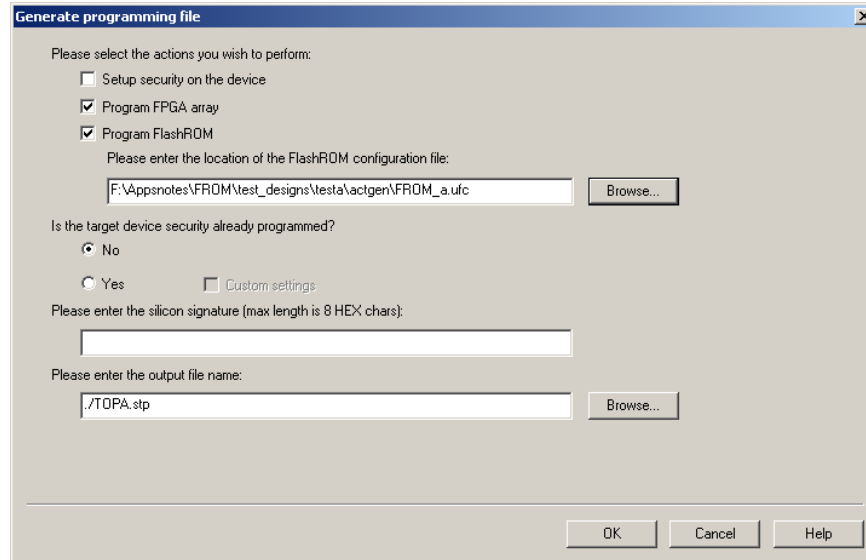 Generate programming file
Please select the actions you wish to perform:
Setup security on the device
Program FPGA array
Program FlashROM
Please enter the location of the FlashROM configuration file:
F:\Appsnotes\FROM\test_designs\testa\actgen\FROM_a.ufc Browse...
Is the target device security already programmed?
No
Yes Custom settings
Please enter the silicon signature (max length is 8 HEX chars):
Please enter the output file name:
./TOPA.stp Browse...
OK Cancel Help